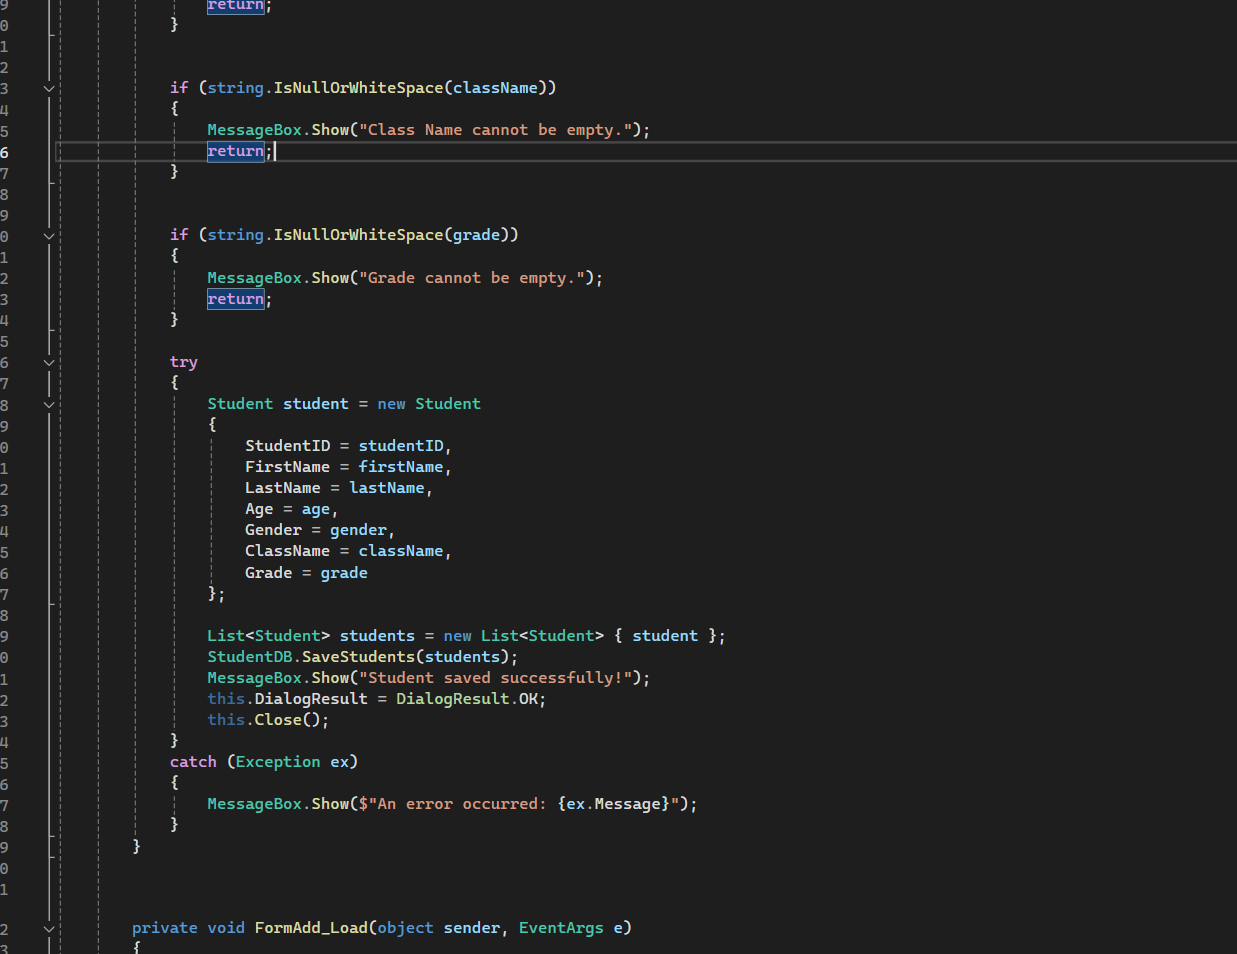 9 return;
0 }
1
2
3 if (string.IsNullOrWhiteSpace(className))
4 {
5 MessageBox.Show("Class Name cannot be empty.");
6 return;
7 }
8
9
0 if (string.IsNullOrWhiteSpace(grade))
1 {
2 MessageBox.Show("Grade cannot be empty.");
3 return;
4 }
5
6 try
7 {
8 Student student = new Student
9 {
0 StudentID = studentID,
1 FirstName = firstName,
2 LastName = lastName,
3 Age = age,
4 Gender = gender,
5 ClassName = className,
6 Grade = grade
7 };
8
9 List<Student> students = new List<Student> { student };
0 StudentDB.SaveStudents(students);
1 MessageBox.Show("Student saved successfully!");
2 this.DialogResult = DialogResult.OK;
3 this.Close();
4 }
5 catch (Exception ex)
6 {
7 MessageBox.Show($"An error occurred: {ex.Message}");
8 }
9 }
0
1
2 private void FormAdd_Load(object sender, EventArgs e)
3 {